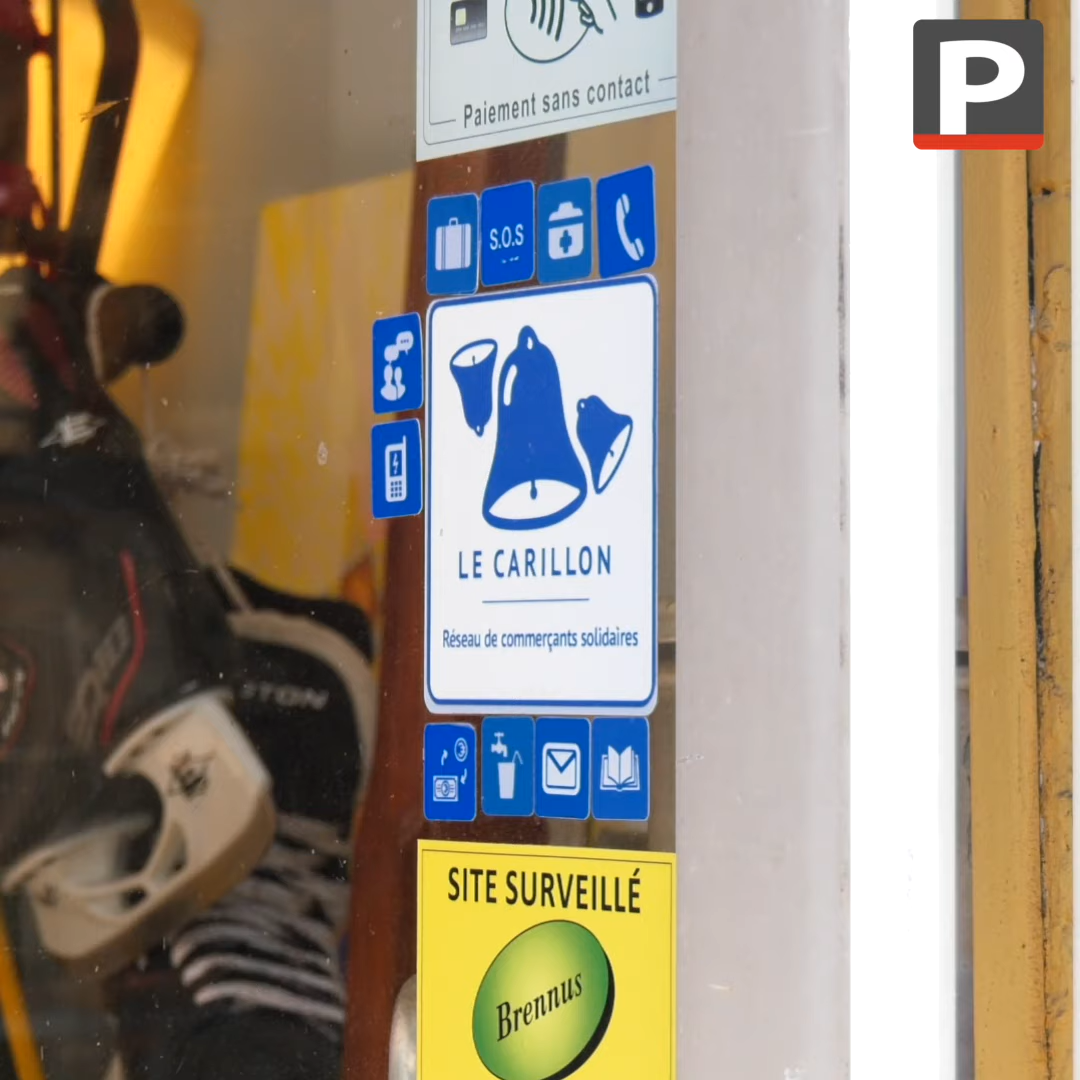 Paiement sans contact
P
S.O.S
LE CARILLON
Réseau de commerçants solidaires
SITE SURVEILLÉ
Brennus